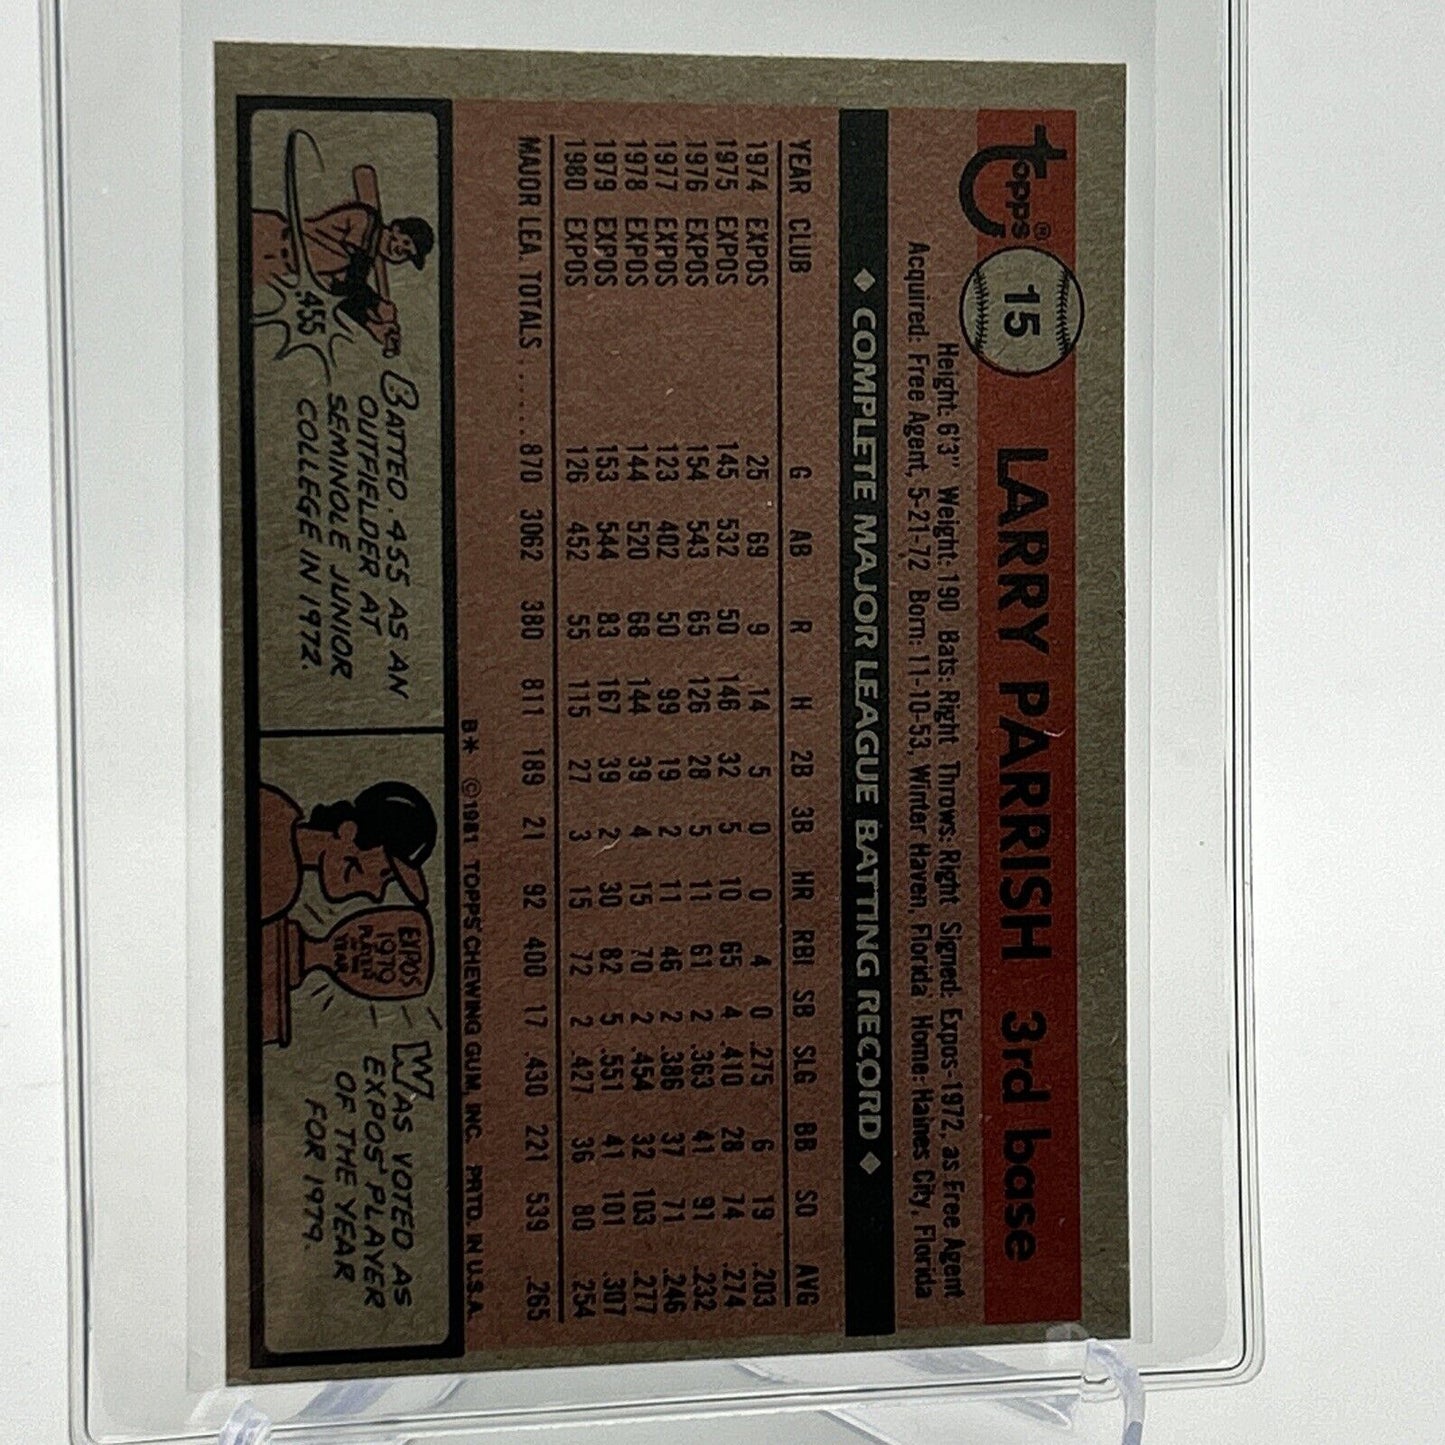 topps®
15 LARRY PARRISH 3rd base
Height: 6'3" Weight: 190 Bats: Right Throws: Right Signed: Expos-1972, as Free Agent
Acquired: Free Agent, 5-21-72 Born: 11-10-53, Winter Haven, Florida Home: Haines City, Florida
◆ COMPLETE MAJOR LEAGUE BATTING RECORD ◆
YEAR CLUB G AB R H 2B 3B HR RBI SB SLG BB SO AVG
1974 EXPOS 25 69 9 14 5 0 0 4 0 .275 6 19 .203
1975 EXPOS 145 532 50 146 32 5 10 65 4 .410 28 74 .274
1976 EXPOS 154 543 65 126 28 5 11 61 2 .363 41 91 .232
1977 EXPOS 123 402 50 99 19 2 11 46 2 .386 37 71 .246
1978 EXPOS 144 520 68 144 39 4 15 70 2 .454 32 103 .277
1979 EXPOS 153 544 83 167 39 2 30 82 5 .551 41 101 .307
1980 EXPOS 126 452 55 115 27 3 15 72 2 .427 36 80 .254
MAJOR LEA. TOTALS ...... 870 3062 380 811 189 21 92 400 17 .430 221 539 .265
B* ©1981 TOPPS CHEWING GUM, INC. PRTD. IN U.S.A.
BATTED .455 AS AN
OUTFIELDER AT
SEMINOLE JUNIOR
COLLEGE IN 1972.
.455
WAS VOTED AS
EXPOS' PLAYER
OF THE YEAR
FOR 1979.
EXPOS
1979
PLAYER
OF THE
YEAR